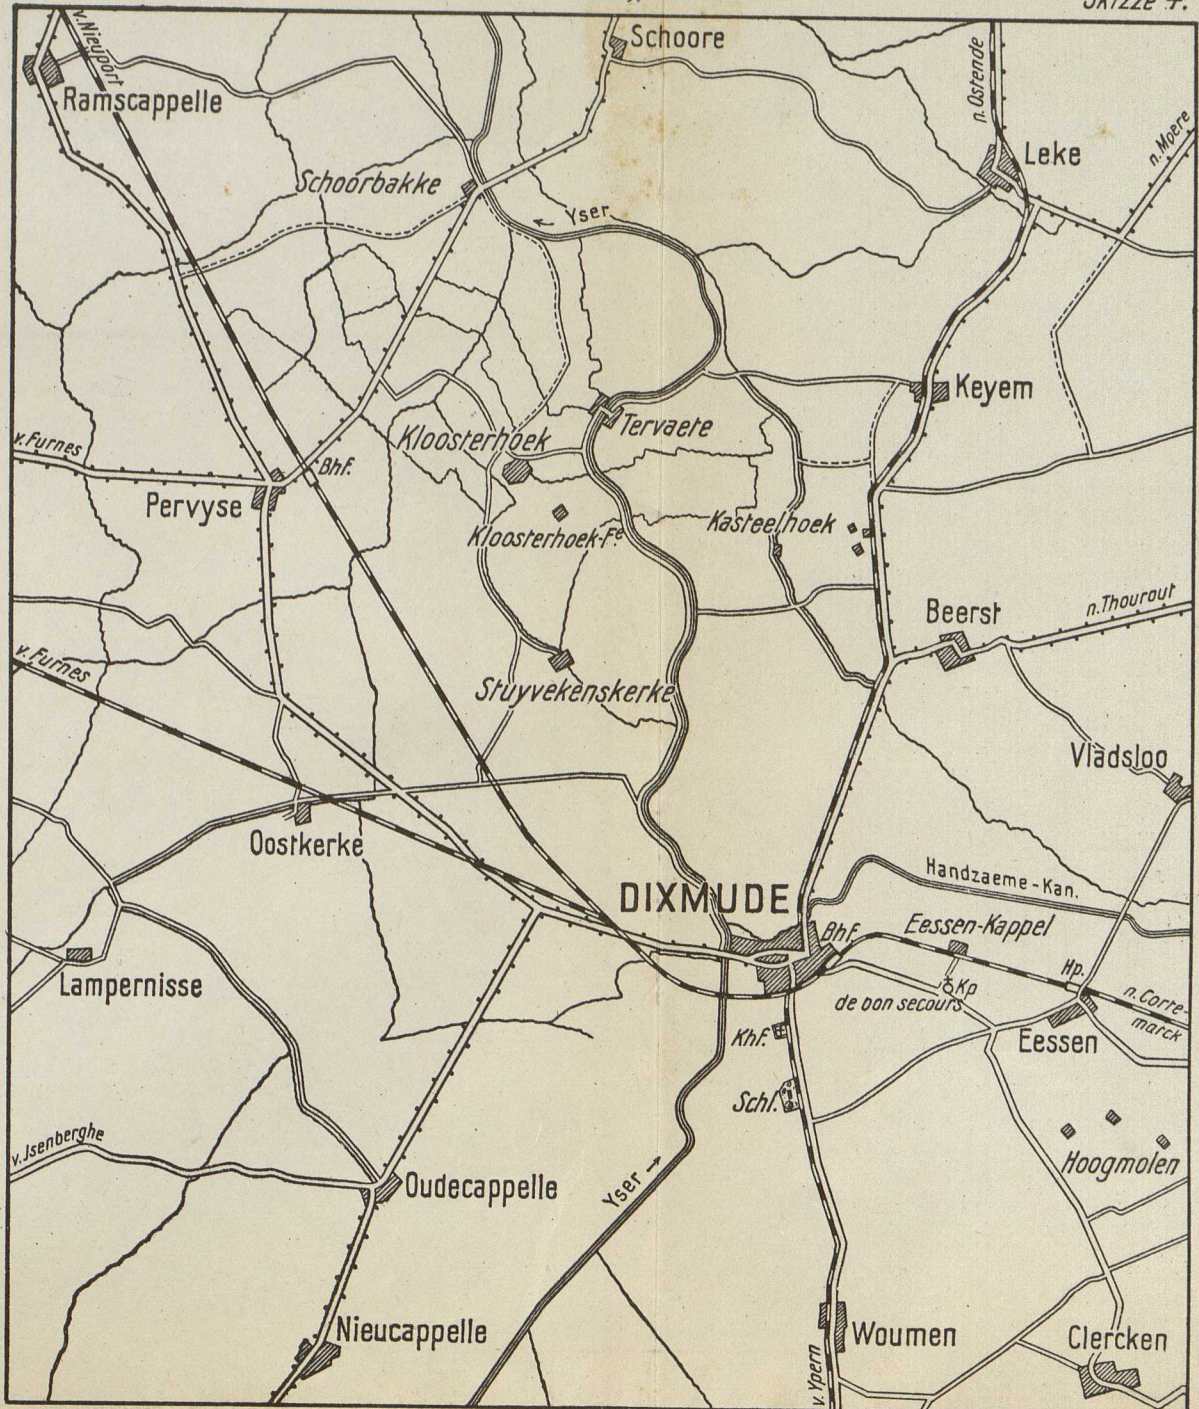 Skizze 4.
v. Nieuport
Schoore
n. Ostende
Ramscappelle
Leke
n. Moere
Schoorbakke
← Yser
Keyem
Tervaete
Kloosterhoek
v. Furnes
Bhf.
Pervyse
Kloosterhoek-Fe
Kasteelhoek
Beerst
n. Thourout
v. Furnes
Stuyvekenskerke
Vladsloo
Oostkerke
DIXMUDE
Handzaeme-Kan.
Bhf.
Eessen-Kappel
Hp.
Lampernisse
Kp
de bon secours
n. Corte-
marck
Khf.
Eessen
Schl.
v. Jsenberghe
Hoogmolen
Oudecappelle
Yser →
Nieucappelle
Woumen
Clercken
v. Ypern